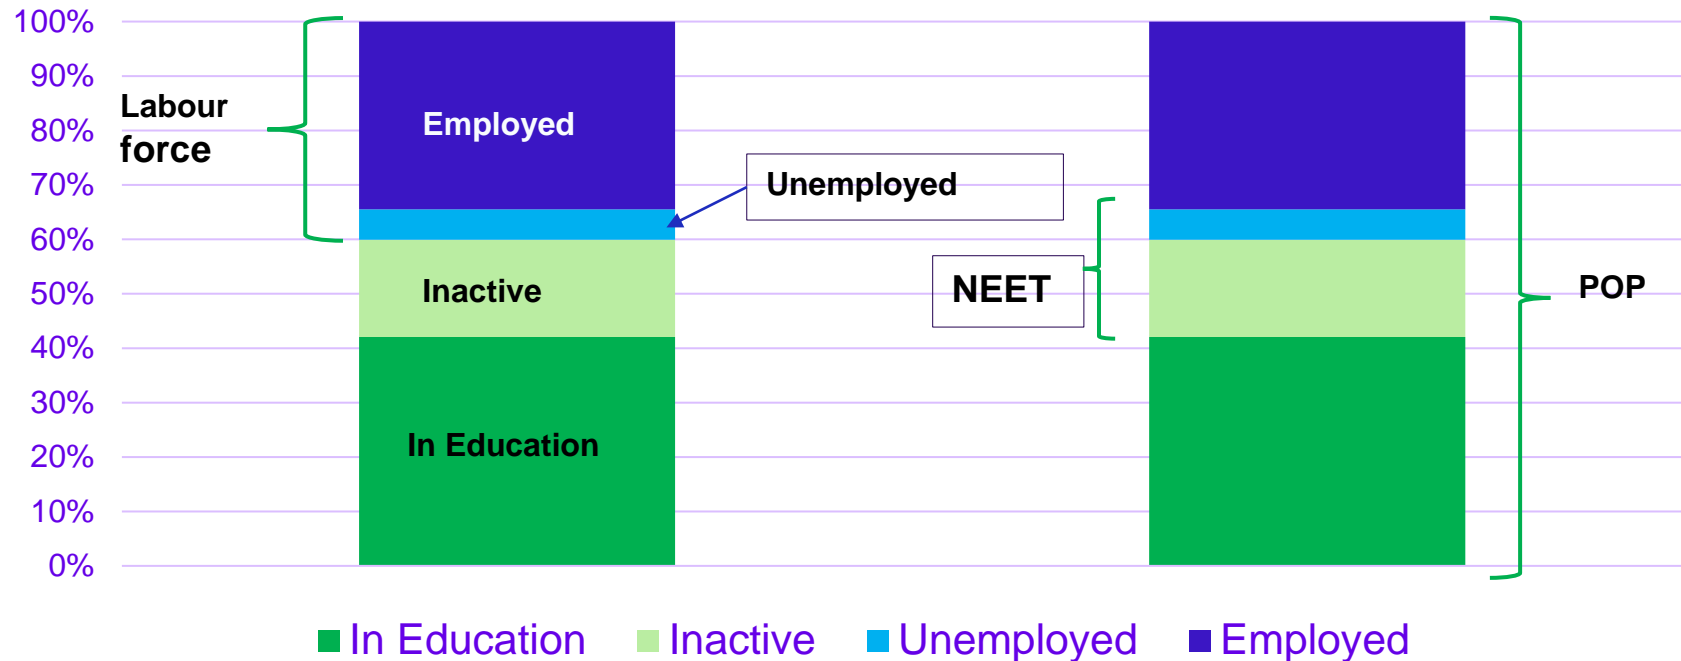 100%
90%
80%
70%
60%
50%
40%
30%
20%
10%
0%
Labour
force
Employed
Unemployed
Inactive
In Education
NEET
POP
In Education Inactive Unemployed Employed